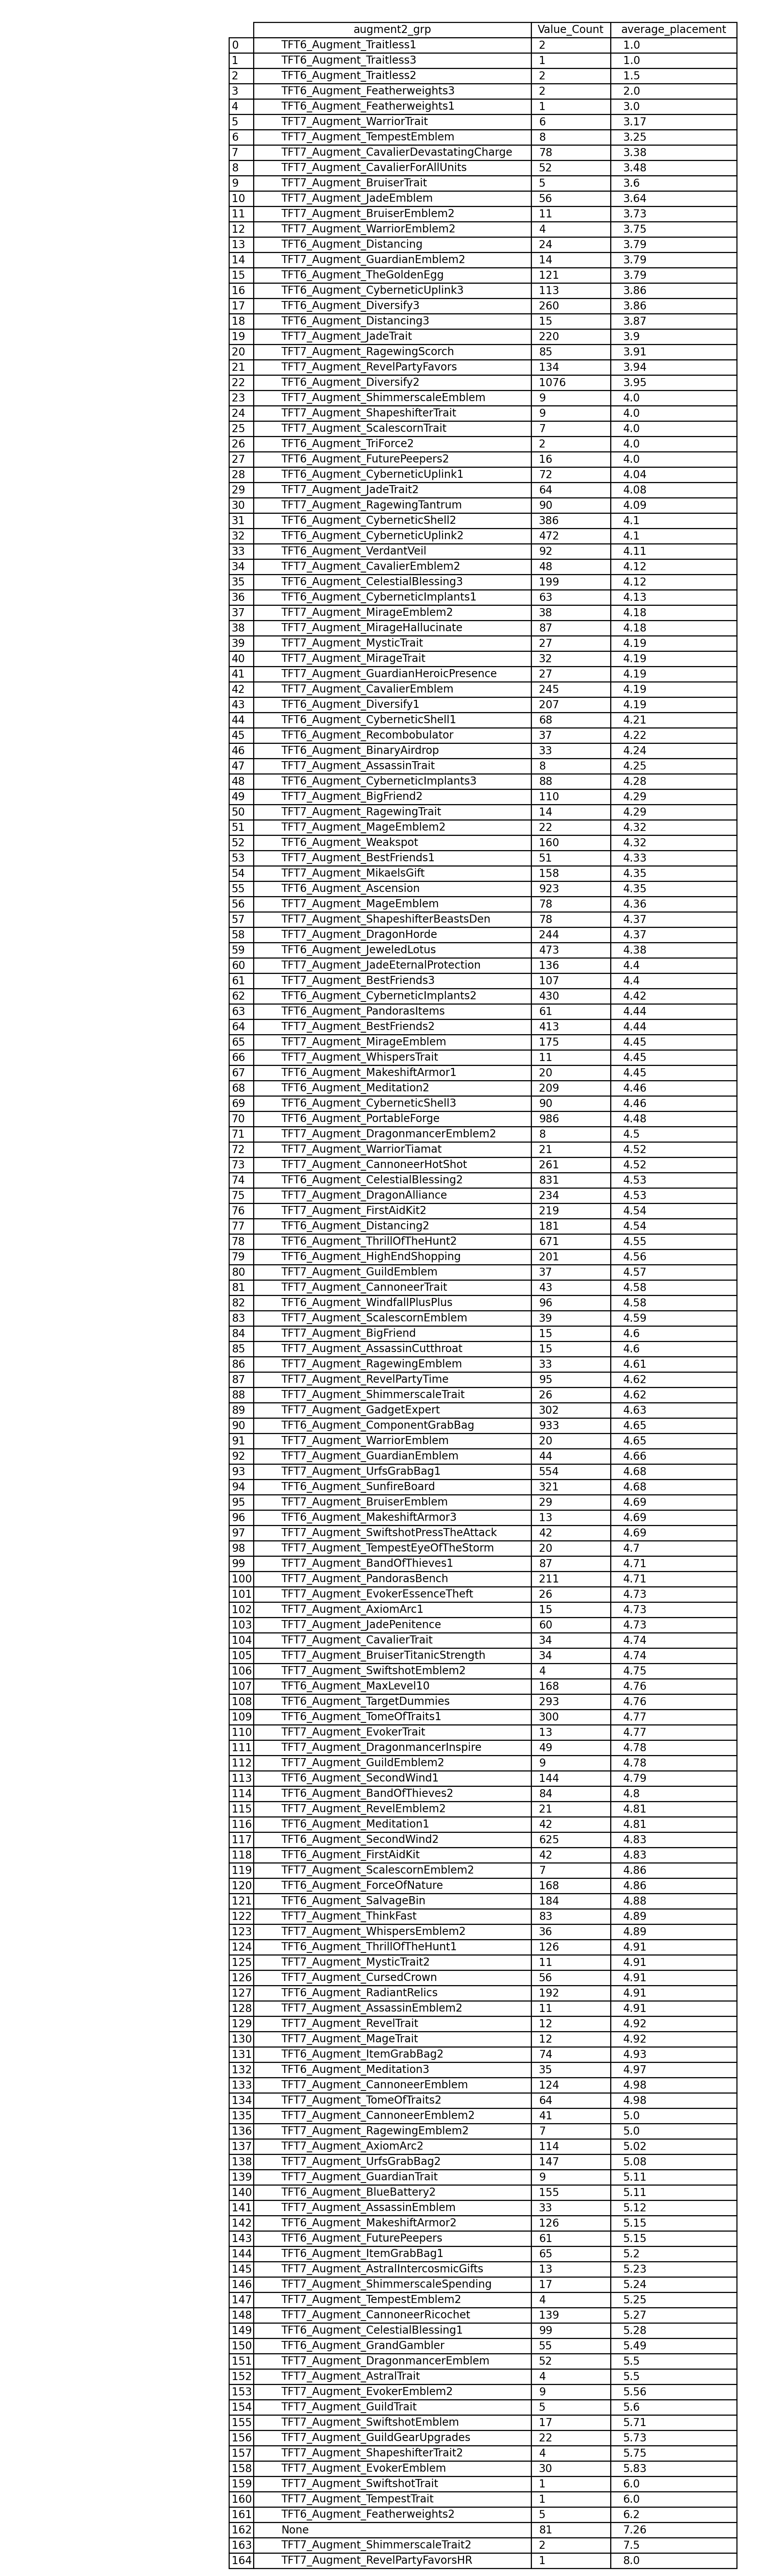 augment2_grp Value_Count average_placement
0 TFT6_Augment_Traitless1 2 1.0
1 TFT6_Augment_Traitless3 1 1.0
2 TFT6_Augment_Traitless2 2 1.5
3 TFT6_Augment_Featherweights3 2 2.0
4 TFT6_Augment_Featherweights1 1 3.0
5 TFT7_Augment_WarriorTrait 6 3.17
6 TFT7_Augment_TempestEmblem 8 3.25
7 TFT7_Augment_CavalierDevastatingCharge 78 3.38
8 TFT7_Augment_CavalierForAllUnits 52 3.48
9 TFT7_Augment_BruiserTrait 5 3.6
10 TFT7_Augment_JadeEmblem 56 3.64
11 TFT7_Augment_BruiserEmblem2 11 3.73
12 TFT7_Augment_WarriorEmblem2 4 3.75
13 TFT6_Augment_Distancing 24 3.79
14 TFT7_Augment_GuardianEmblem2 14 3.79
15 TFT6_Augment_TheGoldenEgg 121 3.79
16 TFT6_Augment_CyberneticUplink3 113 3.86
17 TFT6_Augment_Diversify3 260 3.86
18 TFT6_Augment_Distancing3 15 3.87
19 TFT7_Augment_JadeTrait 220 3.9
20 TFT7_Augment_RagewingScorch 85 3.91
21 TFT7_Augment_RevelPartyFavors 134 3.94
22 TFT6_Augment_Diversify2 1076 3.95
23 TFT7_Augment_ShimmerscaleEmblem 9 4.0
24 TFT7_Augment_ShapeshifterTrait 9 4.0
25 TFT7_Augment_ScalescornTrait 7 4.0
26 TFT6_Augment_TriForce2 2 4.0
27 TFT6_Augment_FuturePeepers2 16 4.0
28 TFT6_Augment_CyberneticUplink1 72 4.04
29 TFT7_Augment_JadeTrait2 64 4.08
30 TFT7_Augment_RagewingTantrum 90 4.09
31 TFT6_Augment_CyberneticShell2 386 4.1
32 TFT6_Augment_CyberneticUplink2 472 4.1
33 TFT6_Augment_VerdantVeil 92 4.11
34 TFT7_Augment_CavalierEmblem2 48 4.12
35 TFT6_Augment_CelestialBlessing3 199 4.12
36 TFT6_Augment_CyberneticImplants1 63 4.13
37 TFT7_Augment_MirageEmblem2 38 4.18
38 TFT7_Augment_MirageHallucinate 87 4.18
39 TFT7_Augment_MysticTrait 27 4.19
40 TFT7_Augment_MirageTrait 32 4.19
41 TFT7_Augment_GuardianHeroicPresence 27 4.19
42 TFT7_Augment_CavalierEmblem 245 4.19
43 TFT6_Augment_Diversify1 207 4.19
44 TFT6_Augment_CyberneticShell1 68 4.21
45 TFT6_Augment_Recombobulator 37 4.22
46 TFT6_Augment_BinaryAirdrop 33 4.24
47 TFT7_Augment_AssassinTrait 8 4.25
48 TFT6_Augment_CyberneticImplants3 88 4.28
49 TFT7_Augment_BigFriend2 110 4.29
50 TFT7_Augment_RagewingTrait 14 4.29
51 TFT7_Augment_MageEmblem2 22 4.32
52 TFT6_Augment_Weakspot 160 4.32
53 TFT7_Augment_BestFriends1 51 4.33
54 TFT7_Augment_MikaelsGift 158 4.35
55 TFT6_Augment_Ascension 923 4.35
56 TFT7_Augment_MageEmblem 78 4.36
57 TFT7_Augment_ShapeshifterBeastsDen 78 4.37
58 TFT7_Augment_DragonHorde 244 4.37
59 TFT6_Augment_JeweledLotus 473 4.38
60 TFT7_Augment_JadeEternalProtection 136 4.4
61 TFT7_Augment_BestFriends3 107 4.4
62 TFT6_Augment_CyberneticImplants2 430 4.42
63 TFT6_Augment_PandorasItems 61 4.44
64 TFT7_Augment_BestFriends2 413 4.44
65 TFT7_Augment_MirageEmblem 175 4.45
66 TFT7_Augment_WhispersTrait 11 4.45
67 TFT6_Augment_MakeshiftArmor1 20 4.45
68 TFT6_Augment_Meditation2 209 4.46
69 TFT6_Augment_CyberneticShell3 90 4.46
70 TFT6_Augment_PortableForge 986 4.48
71 TFT7_Augment_DragonmancerEmblem2 8 4.5
72 TFT7_Augment_WarriorTiamat 21 4.52
73 TFT7_Augment_CannoneerHotShot 261 4.52
74 TFT6_Augment_CelestialBlessing2 831 4.53
75 TFT7_Augment_DragonAlliance 234 4.53
76 TFT7_Augment_FirstAidKit2 219 4.54
77 TFT6_Augment_Distancing2 181 4.54
78 TFT6_Augment_ThrillOfTheHunt2 671 4.55
79 TFT6_Augment_HighEndShopping 201 4.56
80 TFT7_Augment_GuildEmblem 37 4.57
81 TFT7_Augment_CannoneerTrait 43 4.58
82 TFT6_Augment_WindfallPlusPlus 96 4.58
83 TFT7_Augment_ScalescornEmblem 39 4.59
84 TFT7_Augment_BigFriend 15 4.6
85 TFT7_Augment_AssassinCutthroat 15 4.6
86 TFT7_Augment_RagewingEmblem 33 4.61
87 TFT7_Augment_RevelPartyTime 95 4.62
88 TFT7_Augment_ShimmerscaleTrait 26 4.62
89 TFT7_Augment_GadgetExpert 302 4.63
90 TFT6_Augment_ComponentGrabBag 933 4.65
91 TFT7_Augment_WarriorEmblem 20 4.65
92 TFT7_Augment_GuardianEmblem 44 4.66
93 TFT7_Augment_UrfsGrabBag1 554 4.68
94 TFT6_Augment_SunfireBoard 321 4.68
95 TFT7_Augment_BruiserEmblem 29 4.69
96 TFT6_Augment_MakeshiftArmor3 13 4.69
97 TFT7_Augment_SwiftshotPressTheAttack 42 4.69
98 TFT7_Augment_TempestEyeOfTheStorm 20 4.7
99 TFT7_Augment_BandOfThieves1 87 4.71
100 TFT7_Augment_PandorasBench 211 4.71
101 TFT7_Augment_EvokerEssenceTheft 26 4.73
102 TFT7_Augment_AxiomArc1 15 4.73
103 TFT7_Augment_JadePenitence 60 4.73
104 TFT7_Augment_CavalierTrait 34 4.74
105 TFT7_Augment_BruiserTitanicStrength 34 4.74
106 TFT7_Augment_SwiftshotEmblem2 4 4.75
107 TFT6_Augment_MaxLevel10 168 4.76
108 TFT6_Augment_TargetDummies 293 4.76
109 TFT6_Augment_TomeOfTraits1 300 4.77
110 TFT7_Augment_EvokerTrait 13 4.77
111 TFT7_Augment_DragonmancerInspire 49 4.78
112 TFT7_Augment_GuildEmblem2 9 4.78
113 TFT6_Augment_SecondWind1 144 4.79
114 TFT6_Augment_BandOfThieves2 84 4.8
115 TFT7_Augment_RevelEmblem2 21 4.81
116 TFT6_Augment_Meditation1 42 4.81
117 TFT6_Augment_SecondWind2 625 4.83
118 TFT6_Augment_FirstAidKit 42 4.83
119 TFT7_Augment_ScalescornEmblem2 7 4.86
120 TFT6_Augment_ForceOfNature 168 4.86
121 TFT6_Augment_SalvageBin 184 4.88
122 TFT7_Augment_ThinkFast 83 4.89
123 TFT7_Augment_WhispersEmblem2 36 4.89
124 TFT6_Augment_ThrillOfTheHunt1 126 4.91
125 TFT7_Augment_MysticTrait2 11 4.91
126 TFT7_Augment_CursedCrown 56 4.91
127 TFT6_Augment_RadiantRelics 192 4.91
128 TFT7_Augment_AssassinEmblem2 11 4.91
129 TFT7_Augment_RevelTrait 12 4.92
130 TFT7_Augment_MageTrait 12 4.92
131 TFT6_Augment_ItemGrabBag2 74 4.93
132 TFT6_Augment_Meditation3 35 4.97
133 TFT7_Augment_CannoneerEmblem 124 4.98
134 TFT7_Augment_TomeOfTraits2 64 4.98
135 TFT7_Augment_CannoneerEmblem2 41 5.0
136 TFT7_Augment_RagewingEmblem2 7 5.0
137 TFT7_Augment_AxiomArc2 114 5.02
138 TFT7_Augment_UrfsGrabBag2 147 5.08
139 TFT7_Augment_GuardianTrait 9 5.11
140 TFT6_Augment_BlueBattery2 155 5.11
141 TFT7_Augment_AssassinEmblem 33 5.12
142 TFT6_Augment_MakeshiftArmor2 126 5.15
143 TFT6_Augment_FuturePeepers 61 5.15
144 TFT6_Augment_ItemGrabBag1 65 5.2
145 TFT7_Augment_AstralIntercosmicGifts 13 5.23
146 TFT7_Augment_ShimmerscaleSpending 17 5.24
147 TFT7_Augment_TempestEmblem2 4 5.25
148 TFT7_Augment_CannoneerRicochet 139 5.27
149 TFT6_Augment_CelestialBlessing1 99 5.28
150 TFT6_Augment_GrandGambler 55 5.49
151 TFT7_Augment_DragonmancerEmblem 52 5.5
152 TFT7_Augment_AstralTrait 4 5.5
153 TFT7_Augment_EvokerEmblem2 9 5.56
154 TFT7_Augment_GuildTrait 5 5.6
155 TFT7_Augment_SwiftshotEmblem 17 5.71
156 TFT7_Augment_GuildGearUpgrades 22 5.73
157 TFT7_Augment_ShapeshifterTrait2 4 5.75
158 TFT7_Augment_EvokerEmblem 30 5.83
159 TFT7_Augment_SwiftshotTrait 1 6.0
160 TFT7_Augment_TempestTrait 1 6.0
161 TFT6_Augment_Featherweights2 5 6.2
162 None 81 7.26
163 TFT7_Augment_ShimmerscaleTrait2 2 7.5
164 TFT7_Augment_RevelPartyFavorsHR 1 8.0